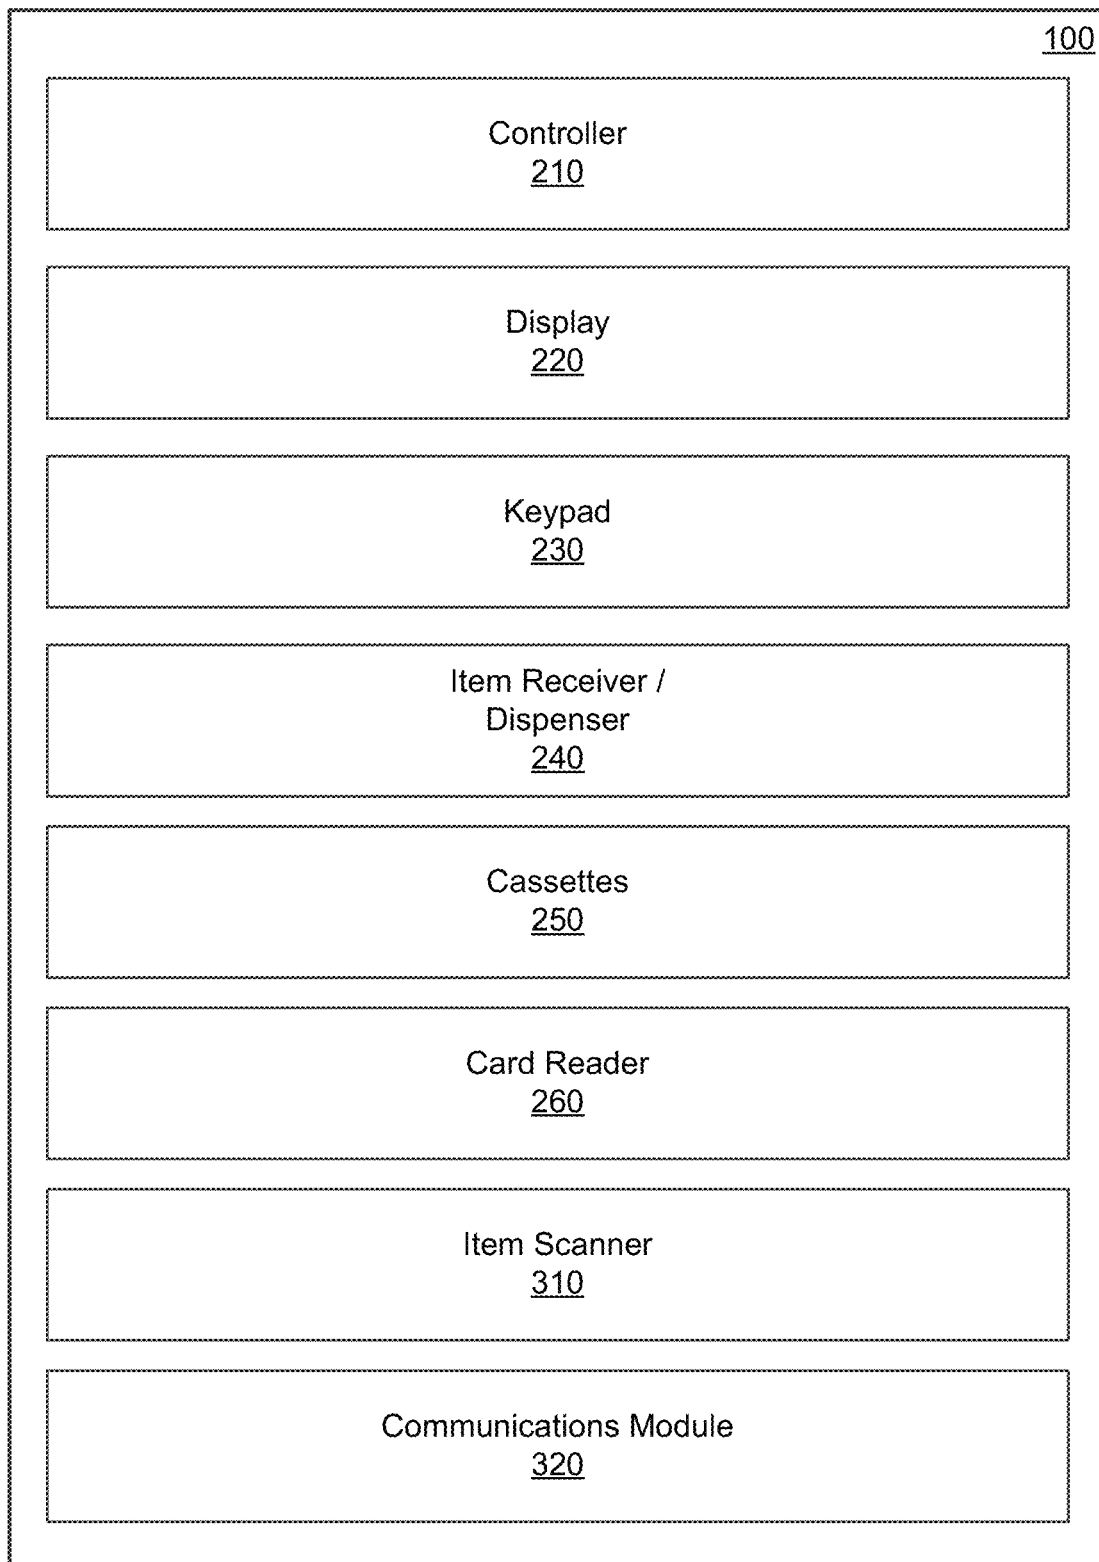 100
Controller
210
Display
220
Keypad
230
Item Receiver /
Dispenser
240
Cassettes
250
Card Reader
260
Item Scanner
310
Communications Module
320